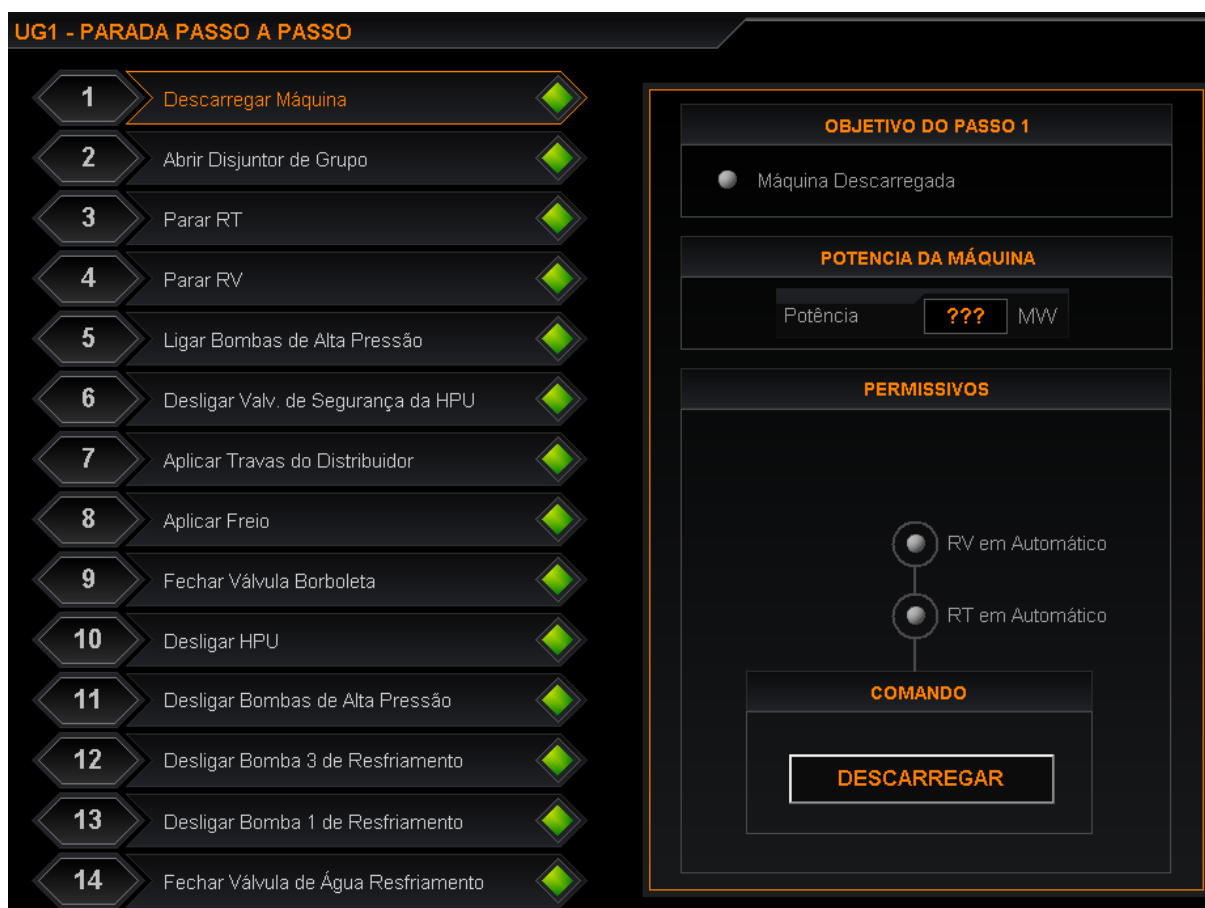 UG1 - PARADA PASSO A PASSO
1 Descarregar Máquina
2 Abrir Disjuntor de Grupo
3 Parar RT
4 Parar RV
5 Ligar Bombas de Alta Pressão
6 Desligar Valv. de Segurança da HPU
7 Aplicar Travas do Distribuidor
8 Aplicar Freio
9 Fechar Válvula Borboleta
10 Desligar HPU
11 Desligar Bombas de Alta Pressão
12 Desligar Bomba 3 de Resfriamento
13 Desligar Bomba 1 de Resfriamento
14 Fechar Válvula de Água Resfriamento
OBJETIVO DO PASSO 1
Máquina Descarregada
POTENCIA DA MÁQUINA
Potência ??? MW
PERMISSIVOS
RV em Automático
RT em Automático
COMANDO
DESCARREGAR